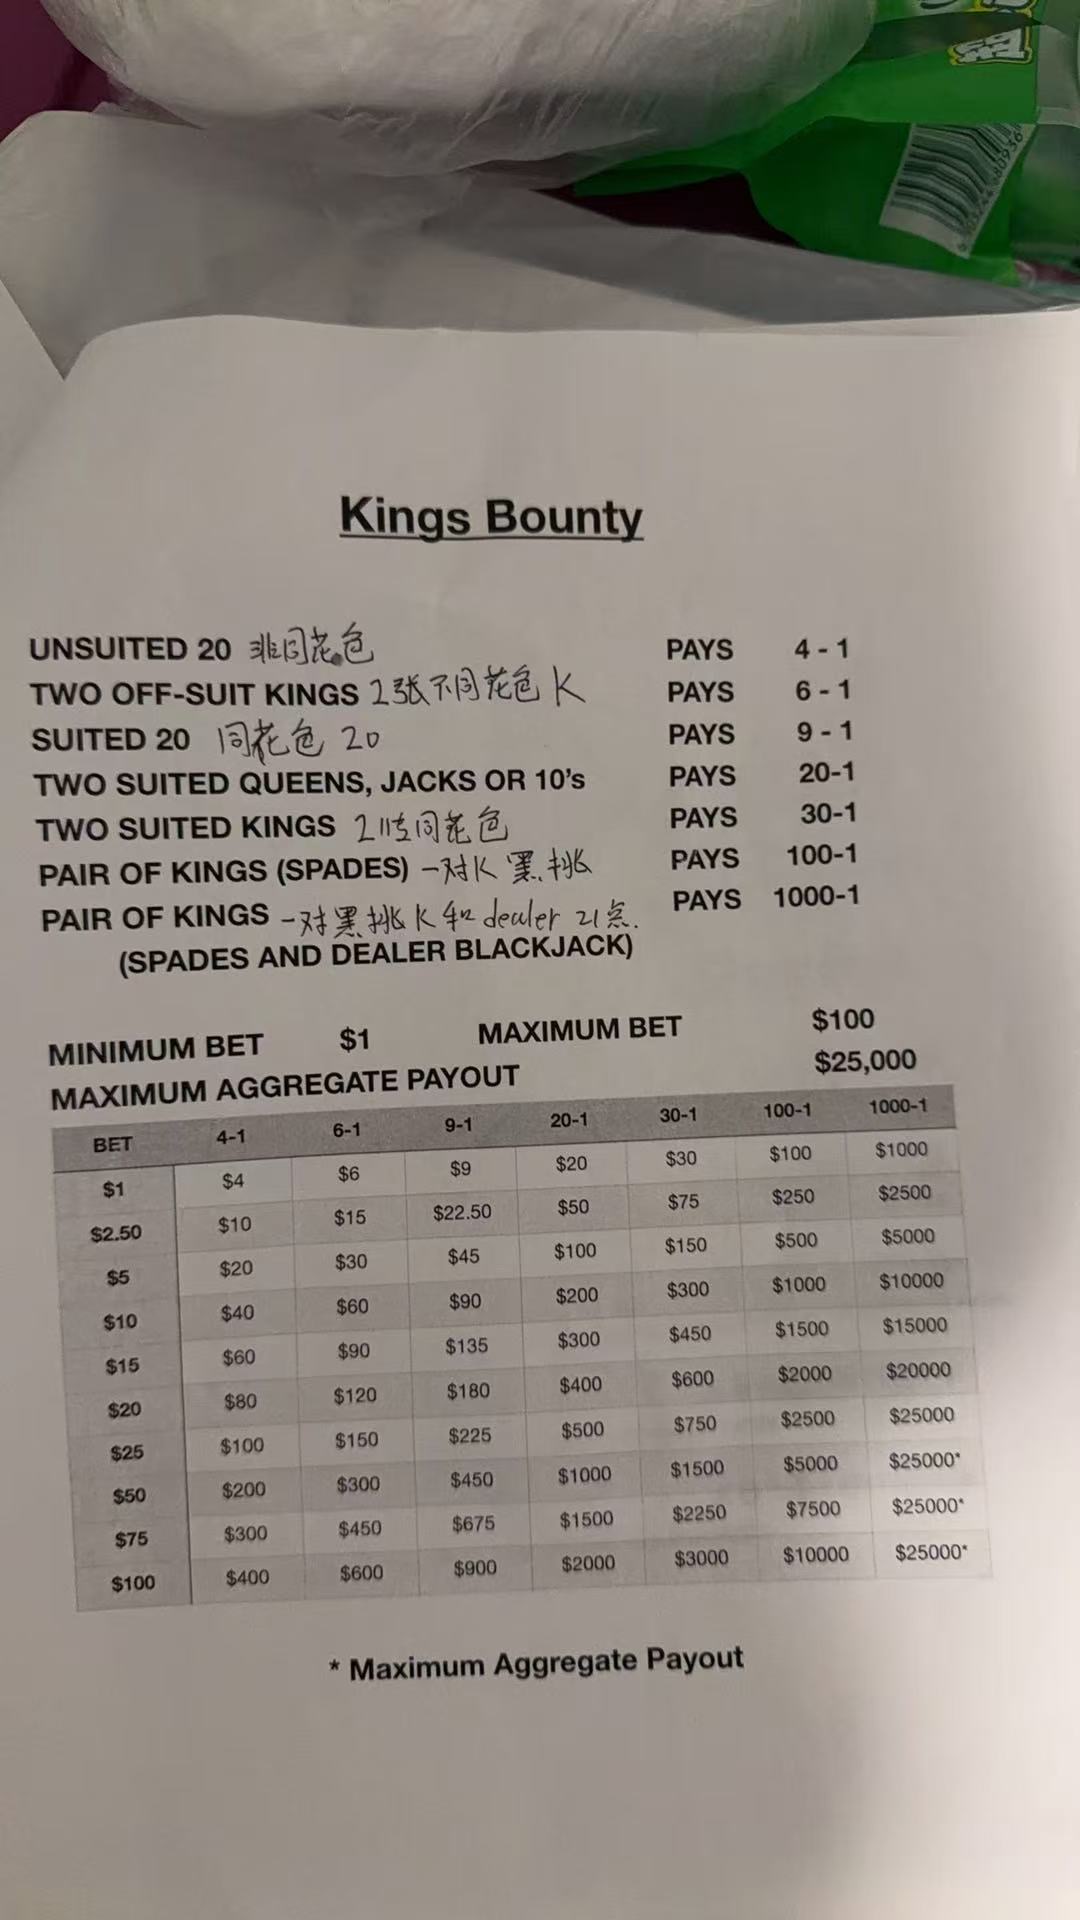 Kings Bounty
UNSUITED 20 非同花色 PAYS 4 - 1
TWO OFF-SUIT KINGS 2张不同花色 K PAYS 6 - 1
SUITED 20 同花色 20 PAYS 9 - 1
TWO SUITED QUEENS, JACKS OR 10's PAYS 20-1
TWO SUITED KINGS 2 同花色 PAYS 30-1
PAIR OF KINGS (SPADES) 一对K 黑挑 PAYS 100-1
PAIR OF KINGS 一对黑挑 K 和 dealer 21点. PAYS 1000-1
(SPADES AND DEALER BLACKJACK)
MINIMUM BET $1 MAXIMUM BET $100
MAXIMUM AGGREGATE PAYOUT $25,000
BET 4-1 6-1 9-1 20-1 30-1 100-1 1000-1
$1 $4 $6 $9 $20 $30 $100 $1000
$2.50 $10 $15 $22.50 $50 $75 $250 $2500
$5 $20 $30 $45 $100 $150 $500 $5000
$10 $40 $60 $90 $200 $300 $1000 $10000
$15 $60 $90 $135 $300 $450 $1500 $15000
$20 $80 $120 $180 $400 $600 $2000 $20000
$25 $100 $150 $225 $500 $750 $2500 $25000
$50 $200 $300 $450 $1000 $1500 $5000 $25000*
$75 $300 $450 $675 $1500 $2250 $7500 $25000*
$100 $400 $600 $900 $2000 $3000 $10000 $25000*
* Maximum Aggregate Payout